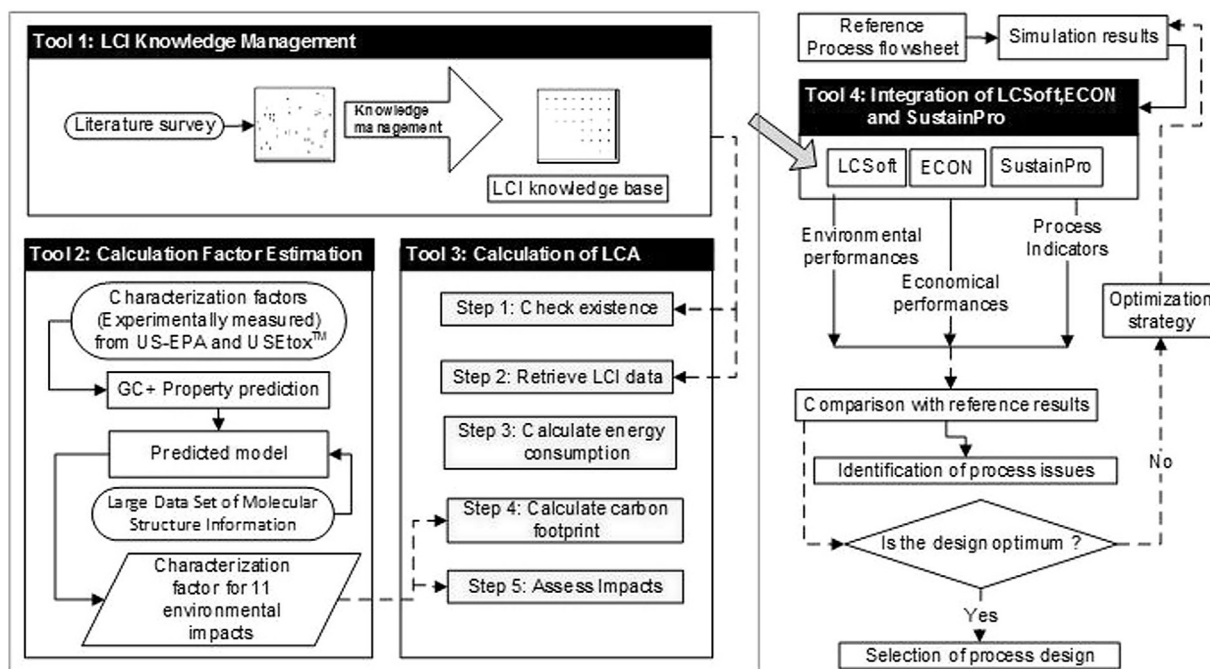 Tool 1: LCI Knowledge Management
Literature survey
Knowledge
management
LCI knowledge base
Tool 2: Calculation Factor Estimation
Characterization factors
(Experimentally measured)
from US-EPA and USEtox™
GC+ Property prediction
Predicted model
Large Data Set of Molecular
Structure Information
Characterization
factor for 11
environmental
impacts
Tool 3: Calculation of LCA
Step 1: Check existence
Step 2: Retrieve LCI data
Step 3: Calculate energy
consumption
Step 4: Calculate carbon
footprint
Step 5: Assess Impacts
Reference
Process flowsheet
Simulation results
Tool 4: Integration of LCSoft,ECON
and SustainPro
LCSoft
ECON
SustainPro
Environmental
performances
Economical
performances
Process
Indicators
Optimization
strategy
Comparison with reference results
Identification of process issues
No
Is the design optimum ?
Yes
Selection of process design